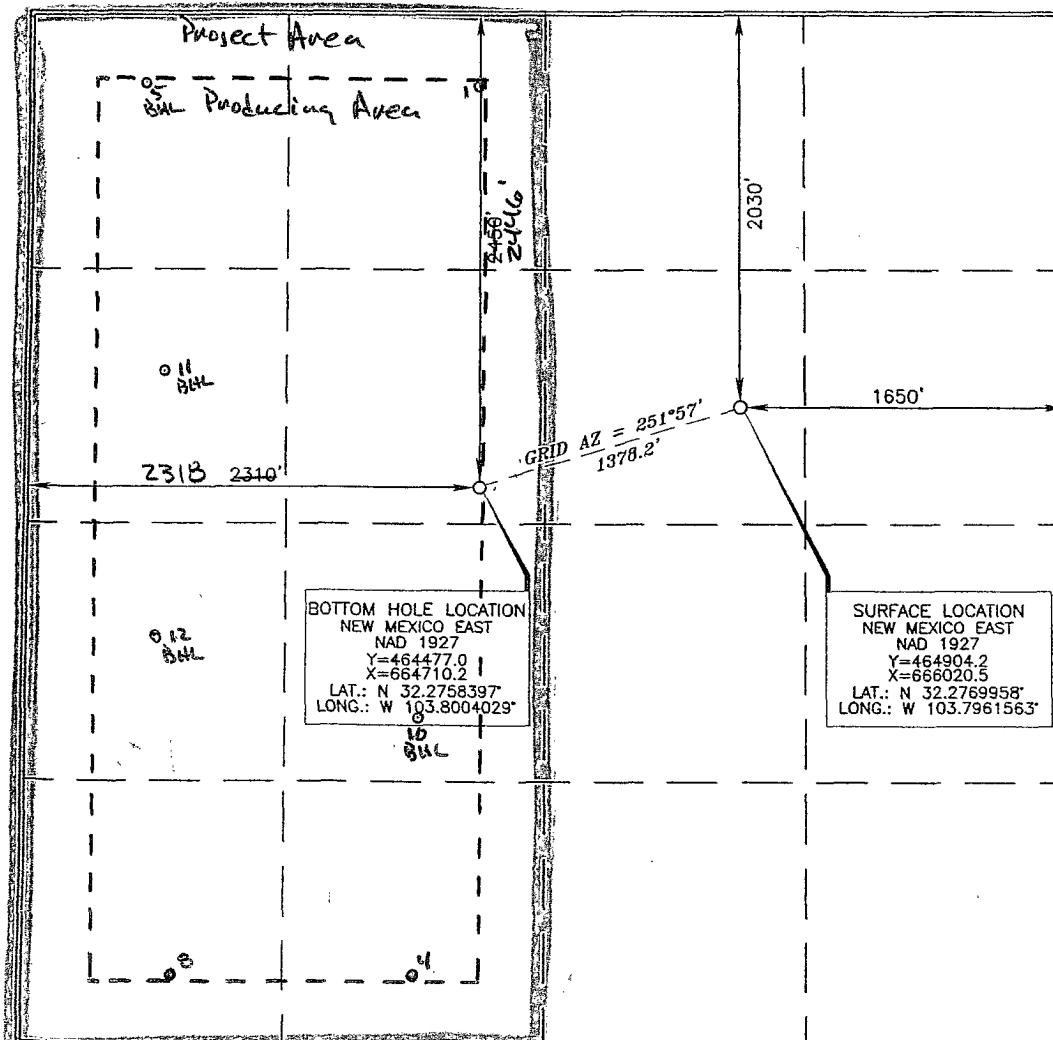 Project Area
5
BHL
Producing Area
1
2450'
2446'
2030'
11
BHL
1650'
GRID AZ = 251°57'
1378.2'
2318 2310'
BOTTOM HOLE LOCATION
NEW MEXICO EAST
NAD 1927
Y=464477.0
X=664710.2
LAT.: N 32.2758397°
LONG.: W 103.8004029°
SURFACE LOCATION
NEW MEXICO EAST
NAD 1927
Y=464904.2
X=666020.5
LAT.: N 32.2769958°
LONG.: W 103.7961563°
12
BHL
10
BHL
8
4